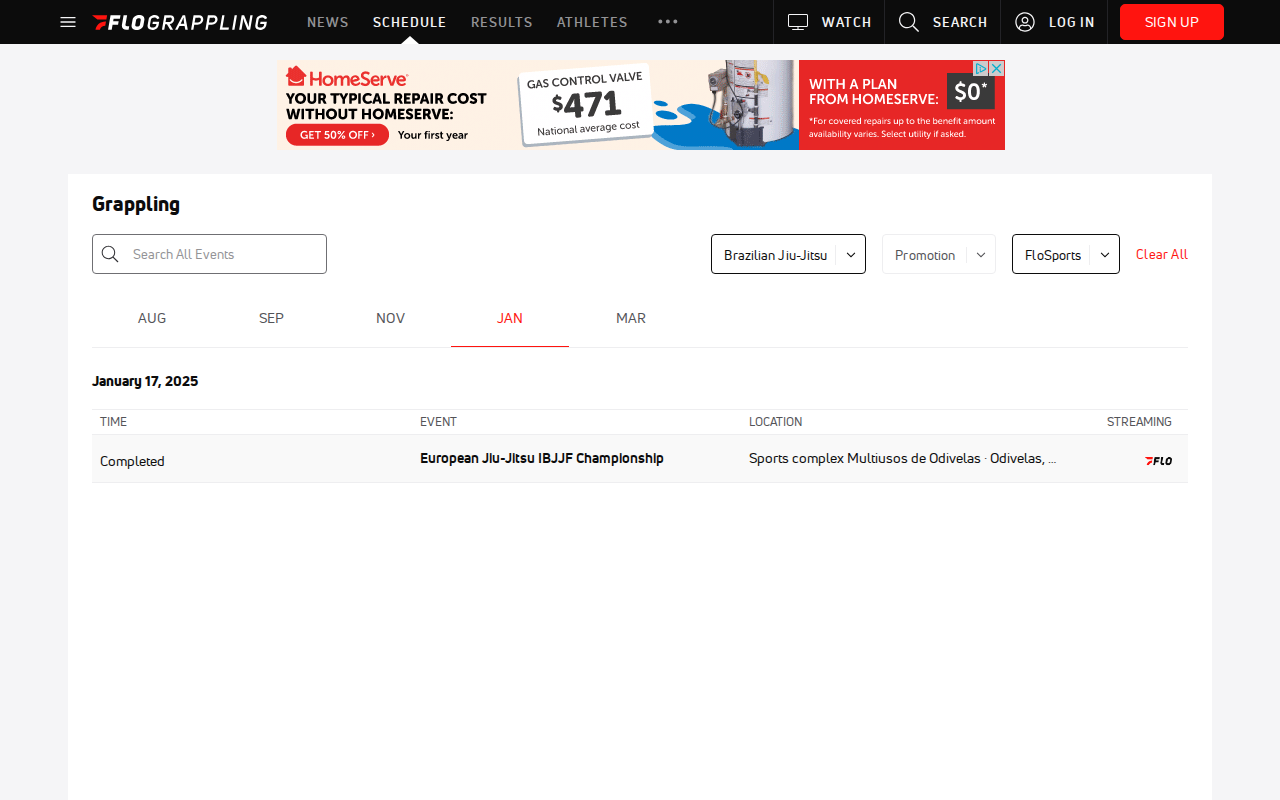 FLOGRAPPLING NEWS SCHEDULE RESULTS ATHLETES ••• WATCH SEARCH LOG IN SIGN UP
HomeServe
YOUR TYPICAL REPAIR COST
WITHOUT HOMESERVE:
GET 50% OFF › Your first year
GAS CONTROL VALVE
$471
National average cost
WITH A PLAN
FROM HOMESERVE: $0*
*For covered repairs up to the benefit amount
availability varies. Select utility if asked.
Grappling
Search All Events Brazilian Jiu-Jitsu Promotion FloSports Clear All
AUG SEP NOV JAN MAR
January 17, 2025
TIME EVENT LOCATION STREAMING
Completed European Jiu-Jitsu IBJJF Championship Sports complex Multiusos de Odivelas · Odivelas, ... FLO